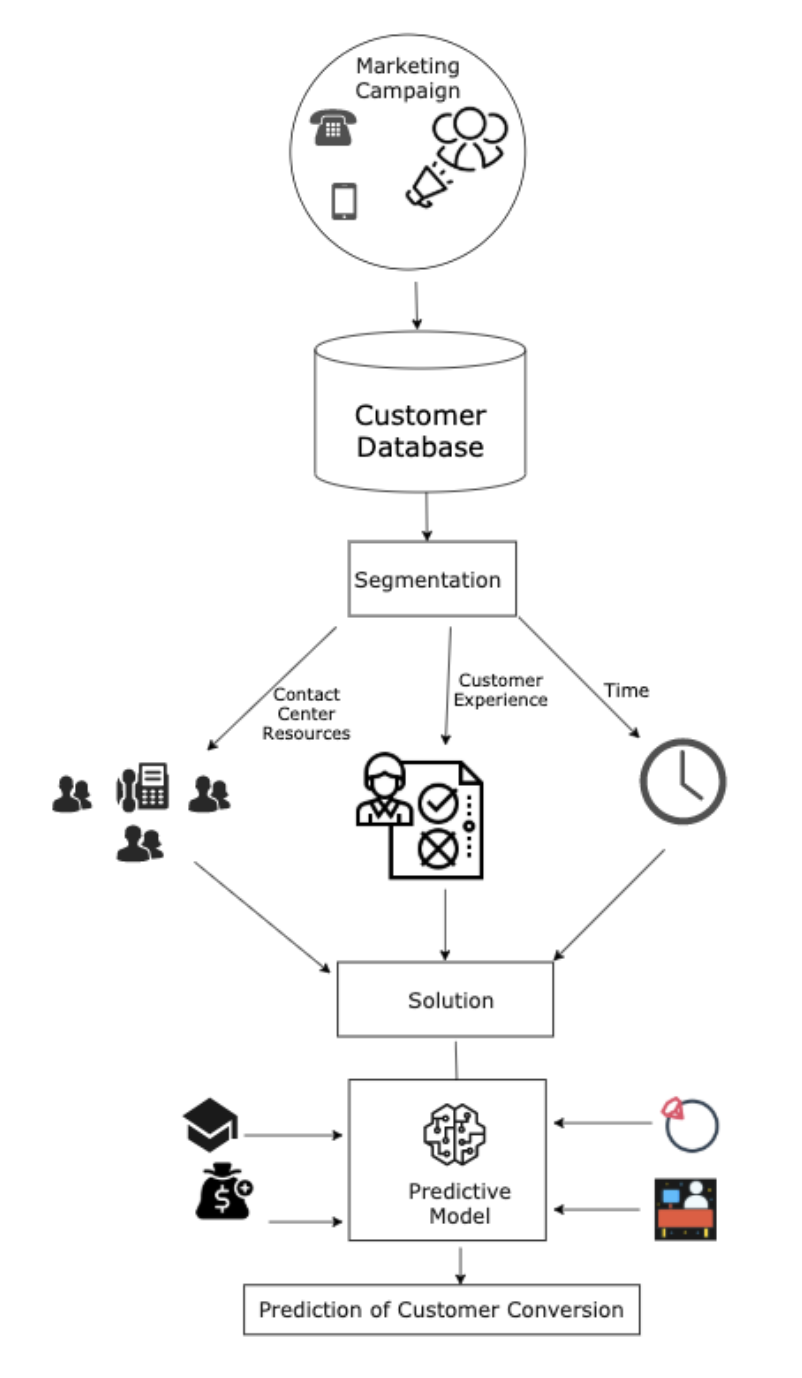 Marketing
Campaign
Customer
Database
Segmentation
Contact
Center
Resources
Customer
Experience
Time
Solution
$
Predictive
Model
Prediction of Customer Conversion